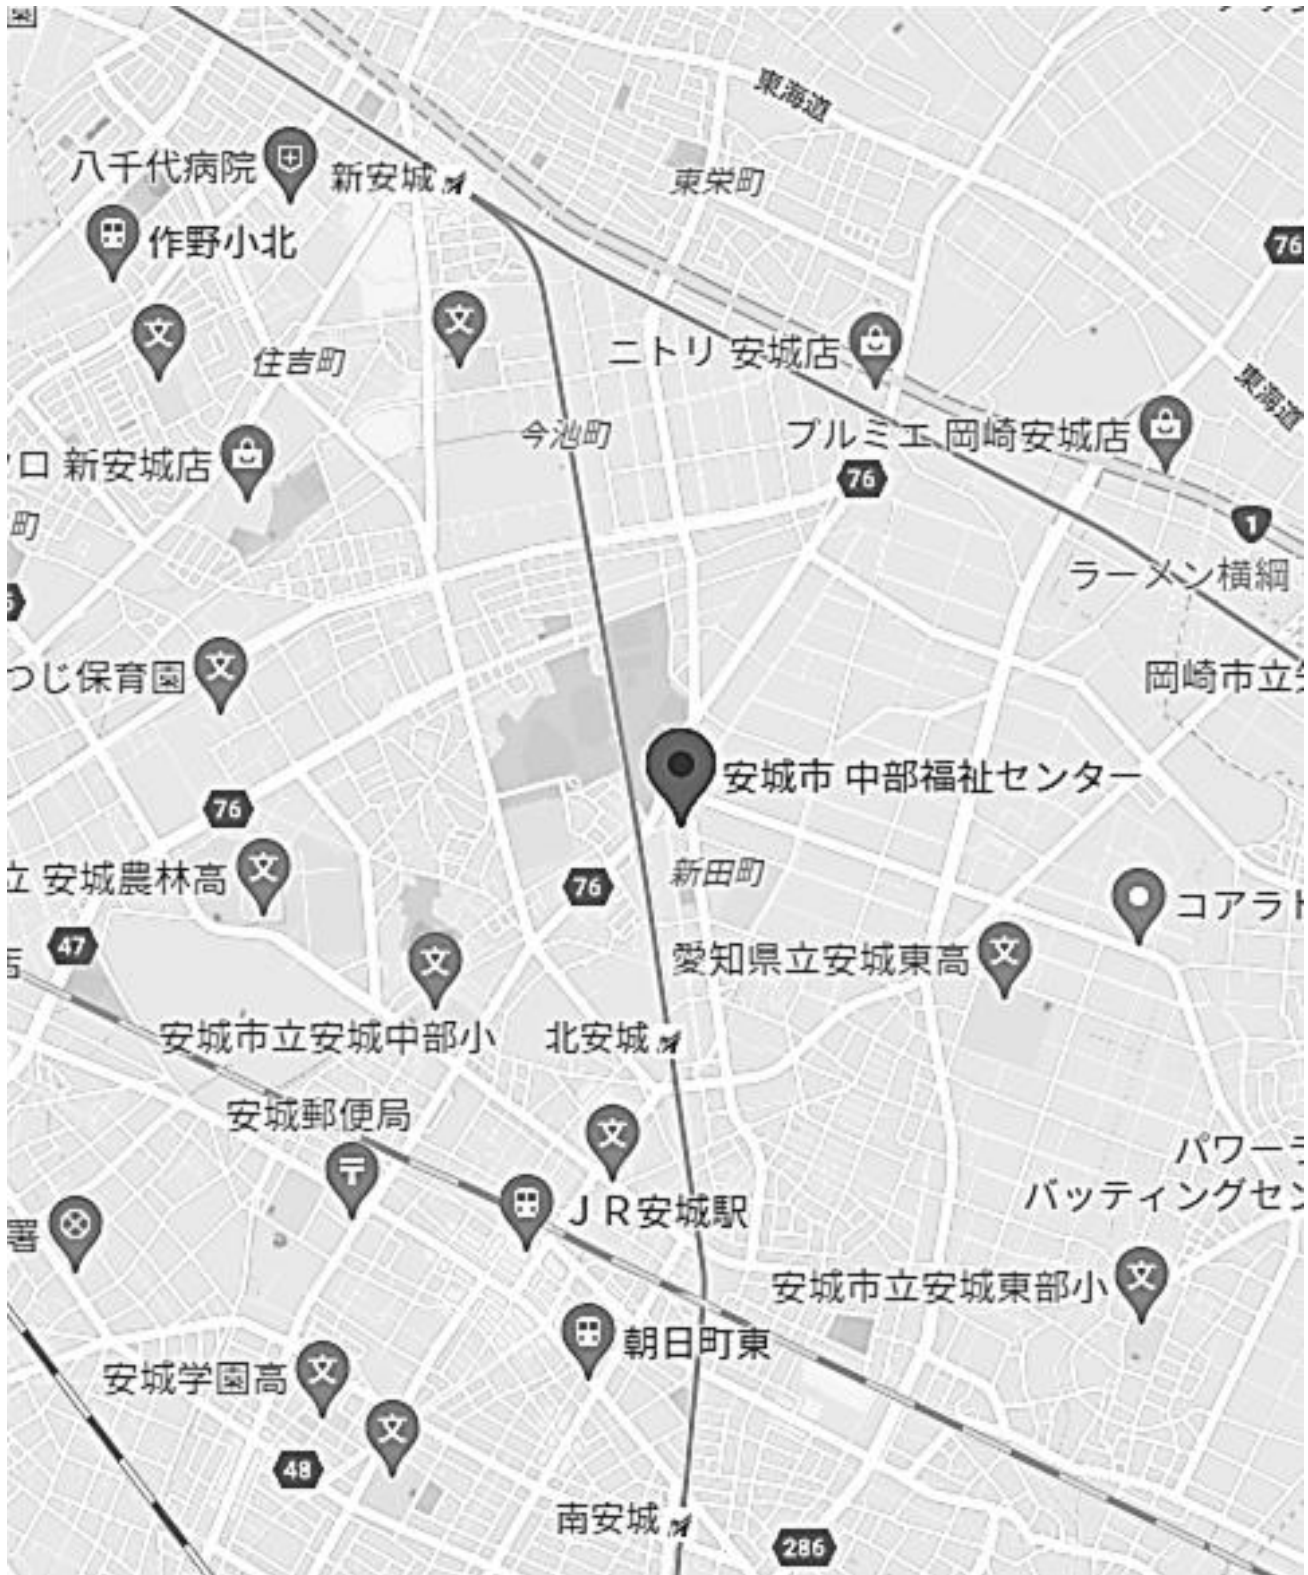 東海道
八千代病院
新安城
東栄町
作野小北
76
住吉町
ニトリ 安城店
東海道
今池町
プルミエ 岡崎安城店
ロ 新安城店
76
町
1
ラーメン横綱
つじ保育園
岡崎市立
安城市 中部福祉センター
76
新田町
立 安城農林高
76
コアラ
47
愛知県立安城東高
店
安城市立安城中部小
北安城
安城郵便局
パワーラ
バッティングセン
JR安城駅
署
安城市立安城東部小
朝日町東
安城学園高
48
南安城
286